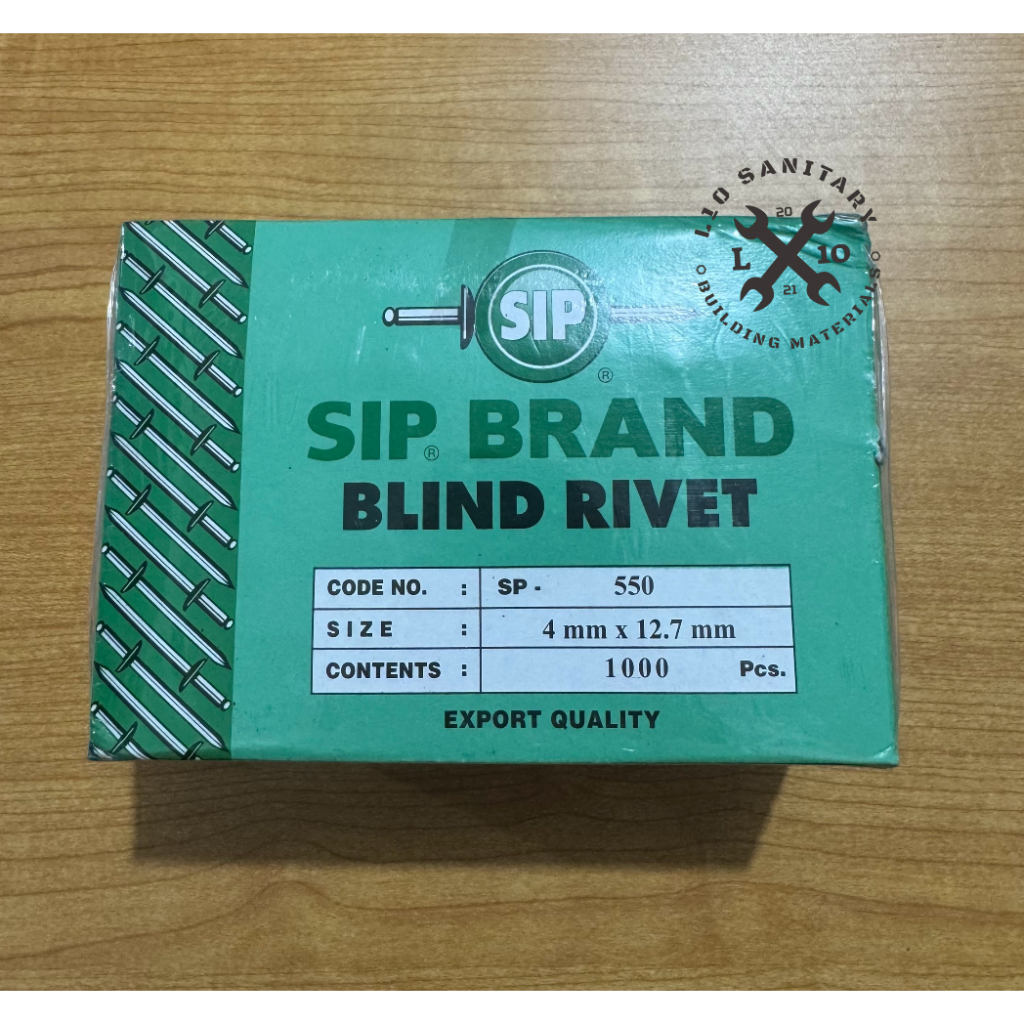 L10 SANITARY
20
L 10
21
BUILDING MATERIALS
SIP
®
SIP® BRAND
BLIND RIVET
CODE NO. : SP - 550
SIZE : 4 mm x 12.7 mm
CONTENTS : 1000 Pcs.
EXPORT QUALITY